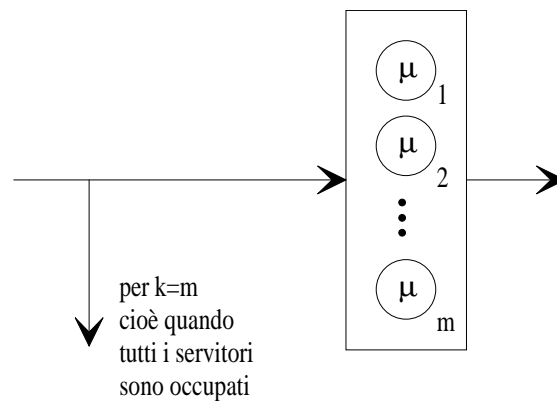 μ
1
μ
2
μ
m
per k=m
cioè quando
tutti i servitori
sono occupati